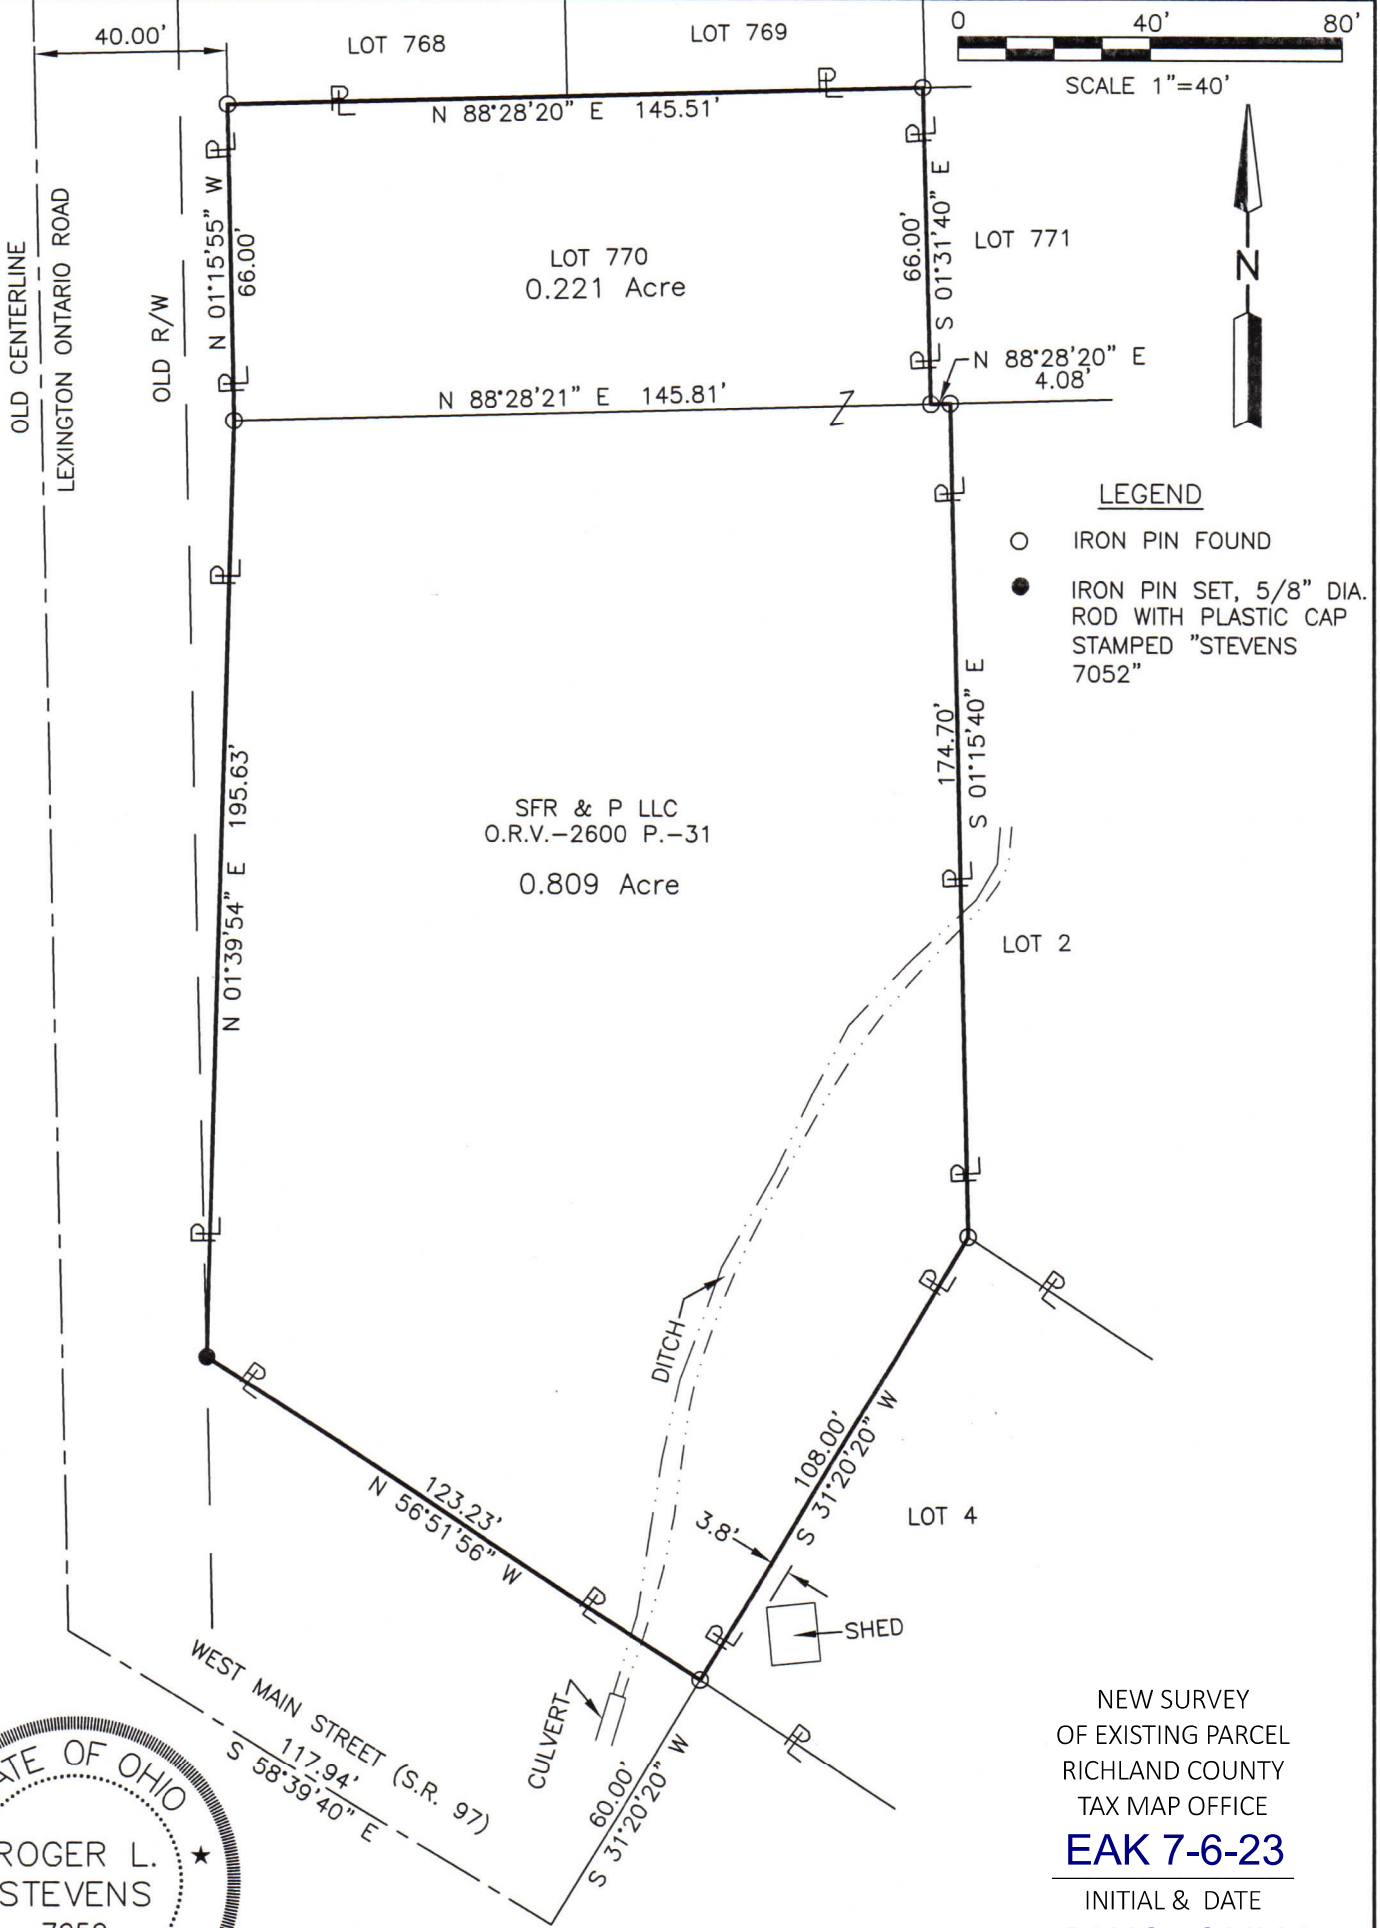 40.00'
LOT 768
LOT 769
0 40' 80'
SCALE 1"=40'
N 88°28'20" E 145.51'
N 01°15'55" W
66.00'
66.00'
S 01°31'40" E
LOT 770
0.221 Acre
LOT 771
N
OLD CENTERLINE
LEXINGTON ONTARIO ROAD
OLD R/W
N 88°28'20" E
4.08'
N 88°28'21" E 145.81'
LEGEND
IRON PIN FOUND
IRON PIN SET, 5/8" DIA.
ROD WITH PLASTIC CAP
STAMPED "STEVENS
7052"
N 01°39'54" E 195.63'
174.70'
S 01°15'40" E
SFR & P LLC
O.R.V.-2600 P.-31
0.809 Acre
LOT 2
DITCH
108.00'
S 31°20'20" W
LOT 4
123.23'
N 56°51'56" W
3.8'
SHED
CULVERT
WEST MAIN STREET (S.R. 97)
117.94'
S 58°39'40" E
60.00'
S 31°20'20" W
NEW SURVEY
OF EXISTING PARCEL
RICHLAND COUNTY
TAX MAP OFFICE
EAK 7-6-23
INITIAL & DATE
ATE OF OHIO
ROGER L.
STEVENS